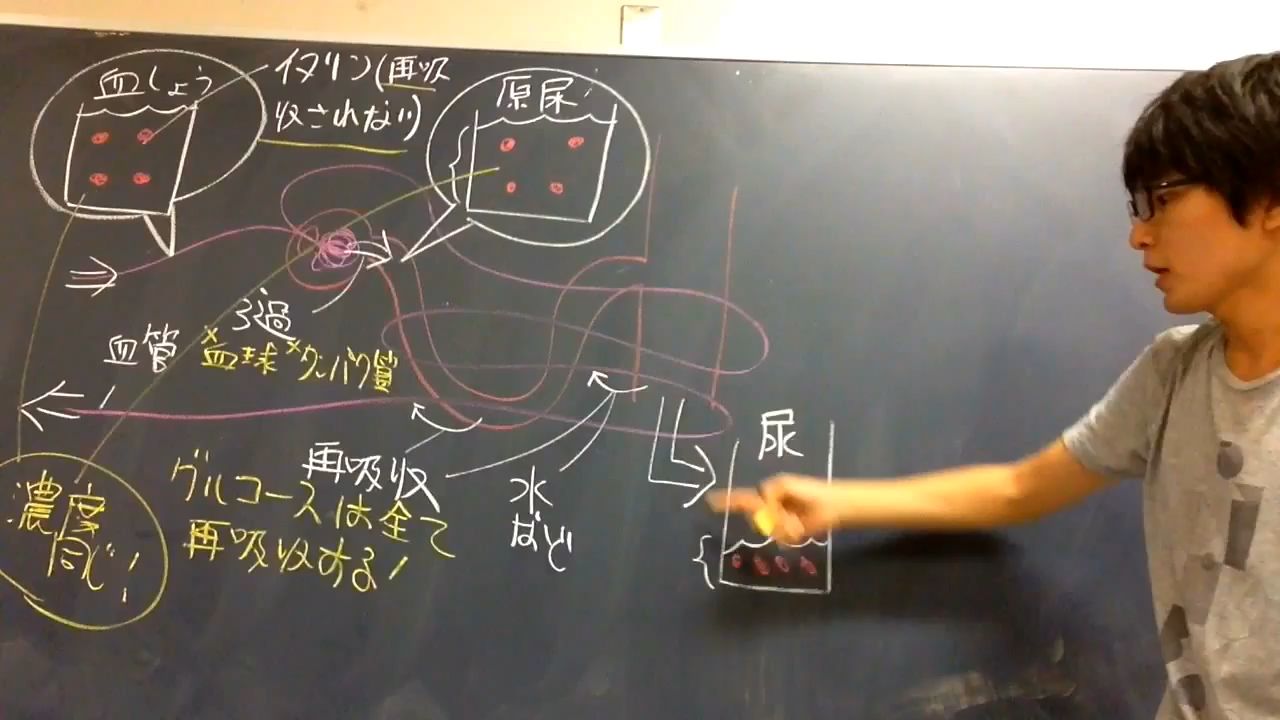 血しょう
イヌリン(再吸
収されない)
原尿
ろ過
血管
×血球 ×タンパク質
尿
再吸収
グルコースは全て
再吸収する!
水
など
濃度
同じ!